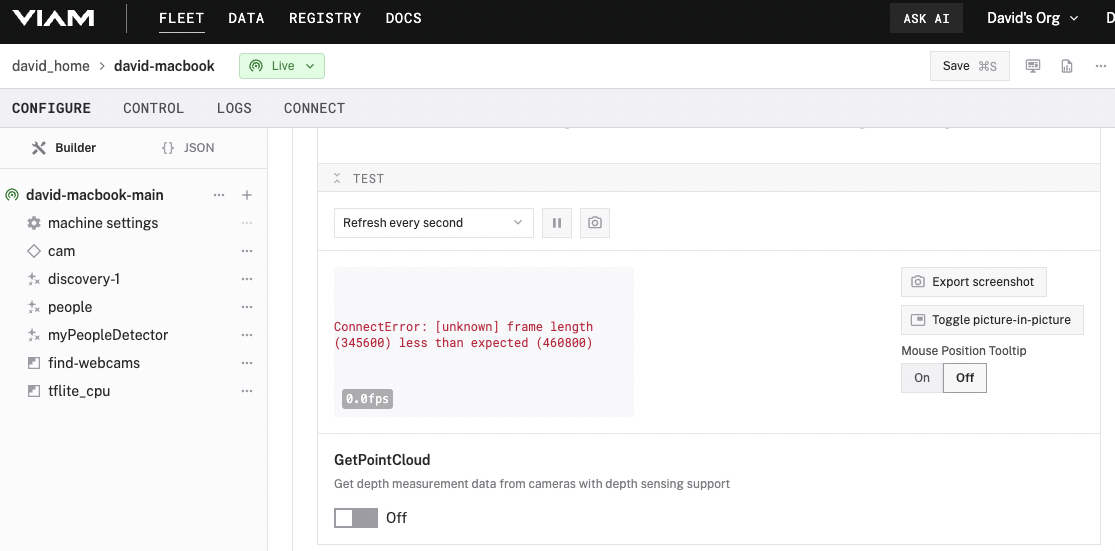 VIAM
FLEET DATA REGISTRY DOCS
ASK AI
David's Org
D
david_home > david-macbook
Live
Save ⌘S
CONFIGURE CONTROL LOGS CONNECT
Builder
{} JSON
david-macbook-main
machine settings
cam
discovery-1
people
myPeopleDetector
find-webcams
tflite_cpu
TEST
Refresh every second
ConnectError: [unknown] frame length
(345600) less than expected (460800)
0.0fps
Export screenshot
Toggle picture-in-picture
Mouse Position Tooltip
On Off
GetPointCloud
Get depth measurement data from cameras with depth sensing support
Off